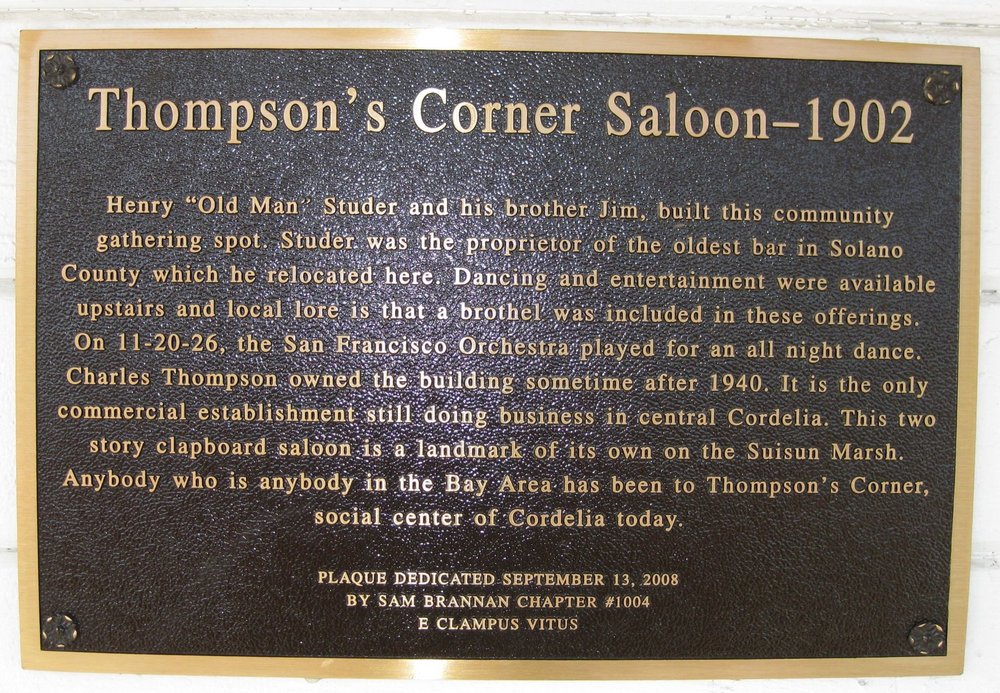 Thompson's Corner Saloon–1902
Henry "Old Man" Studer and his brother Jim, built this community
gathering spot. Studer was the proprietor of the oldest bar in Solano
County which he relocated here. Dancing and entertainment were available
upstairs and local lore is that a brothel was included in these offerings.
On 11-20-26, the San Francisco Orchestra played for an all night dance.
Charles Thompson owned the building sometime after 1940. It is the only
commercial establishment still doing business in central Cordelia. This two
story clapboard saloon is a landmark of its own on the Suisun Marsh.
Anybody who is anybody in the Bay Area has been to Thompson's Corner,
social center of Cordelia today.
PLAQUE DEDICATED SEPTEMBER 13, 2008
BY SAM BRANNAN CHAPTER #1004
E CLAMPUS VITUS